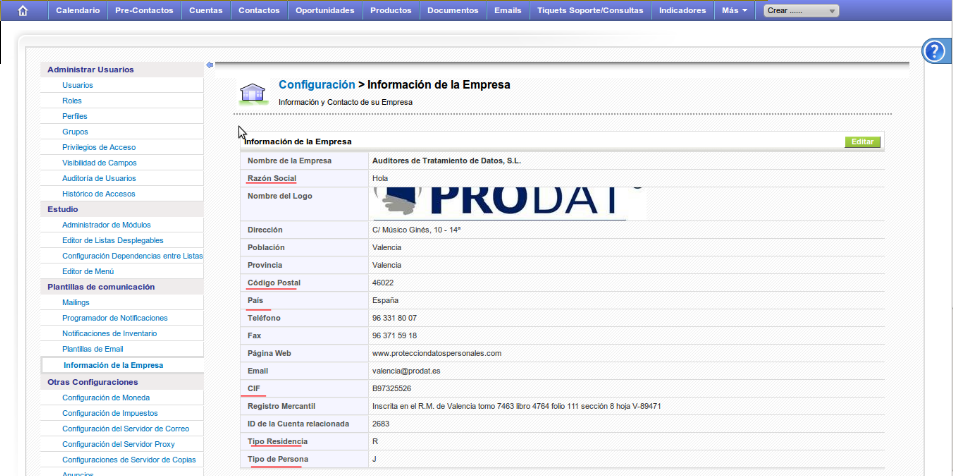 Calendario Pre-Contactos Cuentas Contactos Oportunidades Productos Documentos Emails Tiquets Soporte/Consultas Indicadores Más Crear ......
?
Administrar Usuarios
Usuarios
Roles
Perfiles
Grupos
Privilegios de Acceso
Visibilidad de Campos
Auditoría de Usuarios
Histórico de Accesos
Estudio
Administrador de Módulos
Editor de Listas Desplegables
Configuración Dependencias entre Listas
Editor de Menú
Plantillas de comunicación
Mailings
Programador de Notificaciones
Notificaciones de Inventario
Plantillas de Email
Información de la Empresa
Otras Configuraciones
Configuración de Moneda
Configuración de Impuestos
Configuración del Servidor de Correo
Configuración del Servidor Proxy
Configuraciones de Servidor de Copias
Anuncios
Configuración > Información de la Empresa
Información y Contacto de su Empresa
Información de la Empresa Editar
Nombre de la Empresa Auditores de Tratamiento de Datos, S.L.
Razón Social Hola
Nombre del Logo PRODAT
Dirección C/ Músico Ginés, 10 - 14ª
Población Valencia
Provincia Valencia
Código Postal 46022
País España
Teléfono 96 331 80 07
Fax 96 371 59 18
Página Web www.protecciondatospersonales.com
Email valencia@prodat.es
CIF B97325526
Registro Mercantil Inscrita en el R.M. de Valencia tomo 7463 libro 4764 folio 111 sección 8 hoja V-89471
ID de la Cuenta relacionada 2683
Tipo Residencia R
Tipo de Persona J